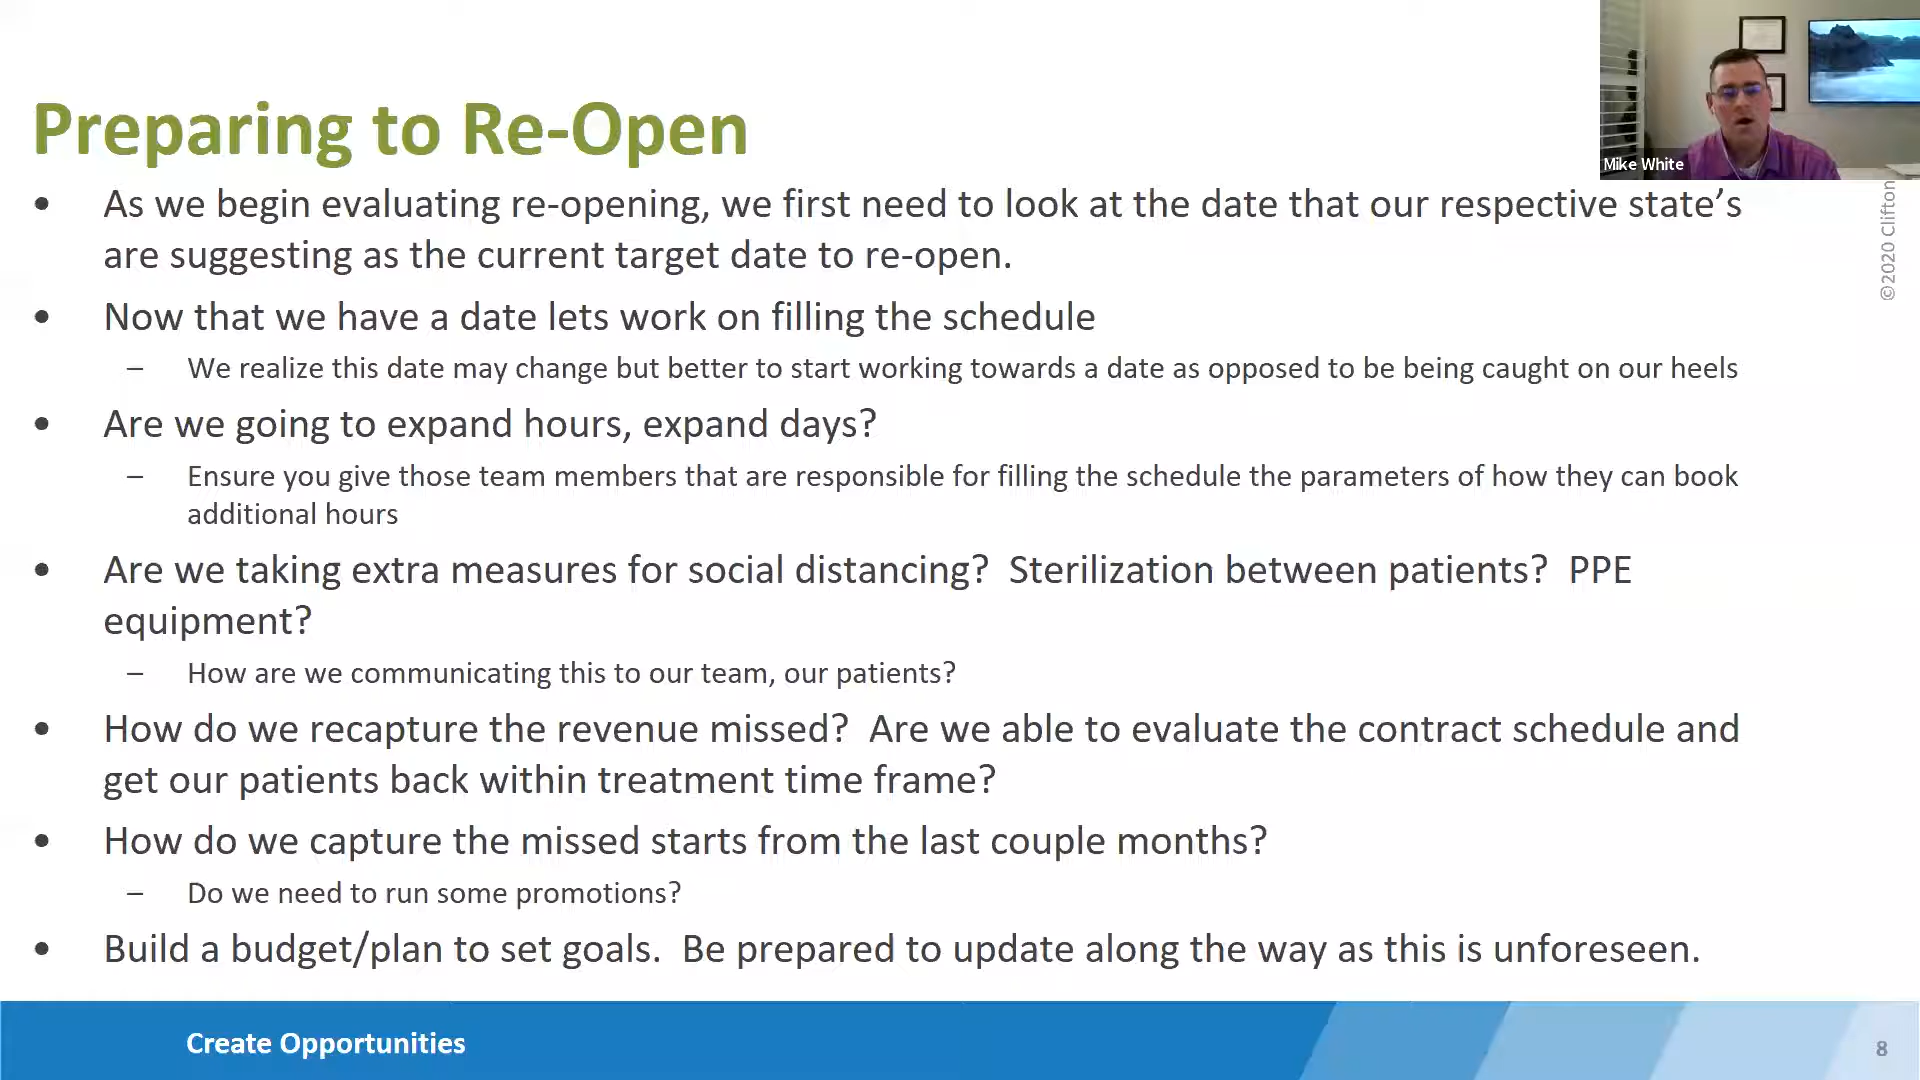 Preparing to Re-Open
Mike White
©2020 Clifton
• As we begin evaluating re-opening, we first need to look at the date that our respective state’s
are suggesting as the current target date to re-open.
• Now that we have a date lets work on filling the schedule
– We realize this date may change but better to start working towards a date as opposed to be being caught on our heels
• Are we going to expand hours, expand days?
– Ensure you give those team members that are responsible for filling the schedule the parameters of how they can book
additional hours
• Are we taking extra measures for social distancing?  Sterilization between patients?  PPE
equipment?
– How are we communicating this to our team, our patients?
• How do we recapture the revenue missed?  Are we able to evaluate the contract schedule and
get our patients back within treatment time frame?
• How do we capture the missed starts from the last couple months?
– Do we need to run some promotions?
• Build a budget/plan to set goals.  Be prepared to update along the way as this is unforeseen.
Create Opportunities
8